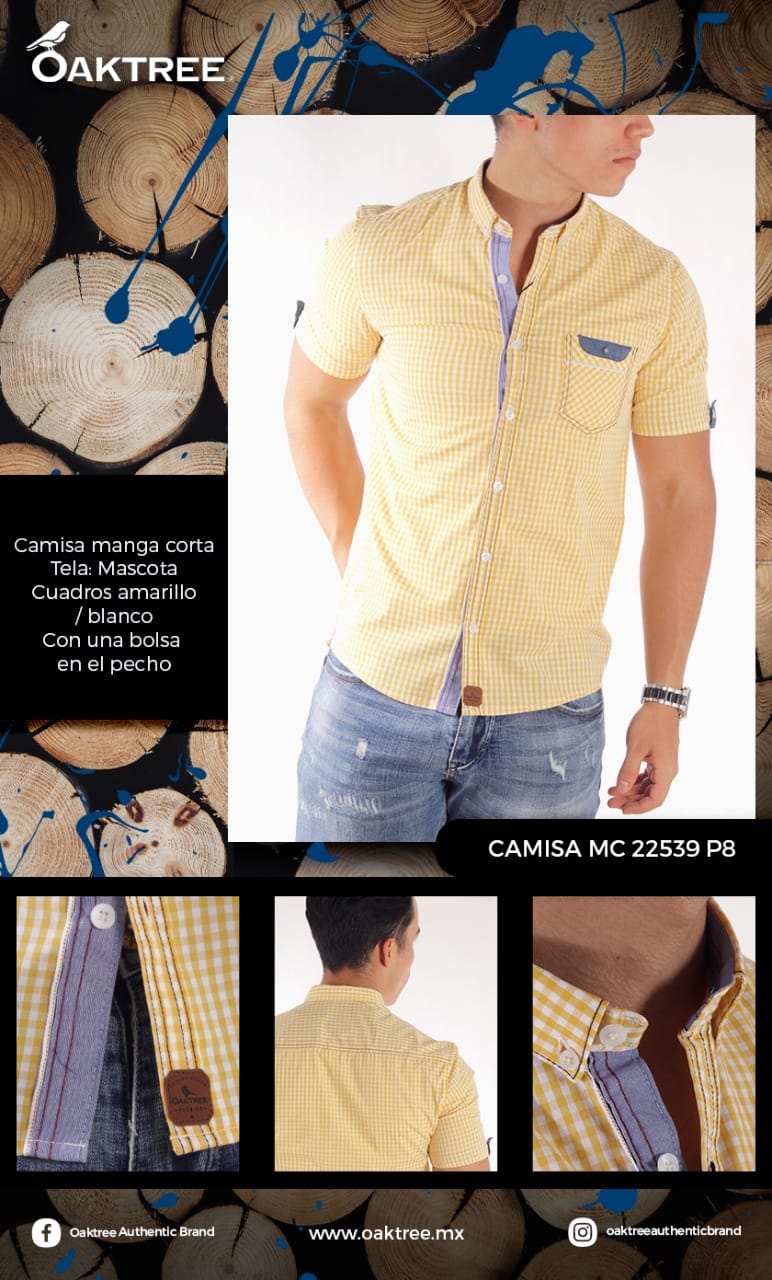 OAKTREE
Camisa manga corta
Tela: Mascota
Cuadros amarillo
/ blanco
Con una bolsa
en el pecho
CAMISA MC 22539 P8
OAKTREE
Oaktree Authentic Brand
www.oaktree.mx
oaktreeauthenticbrand